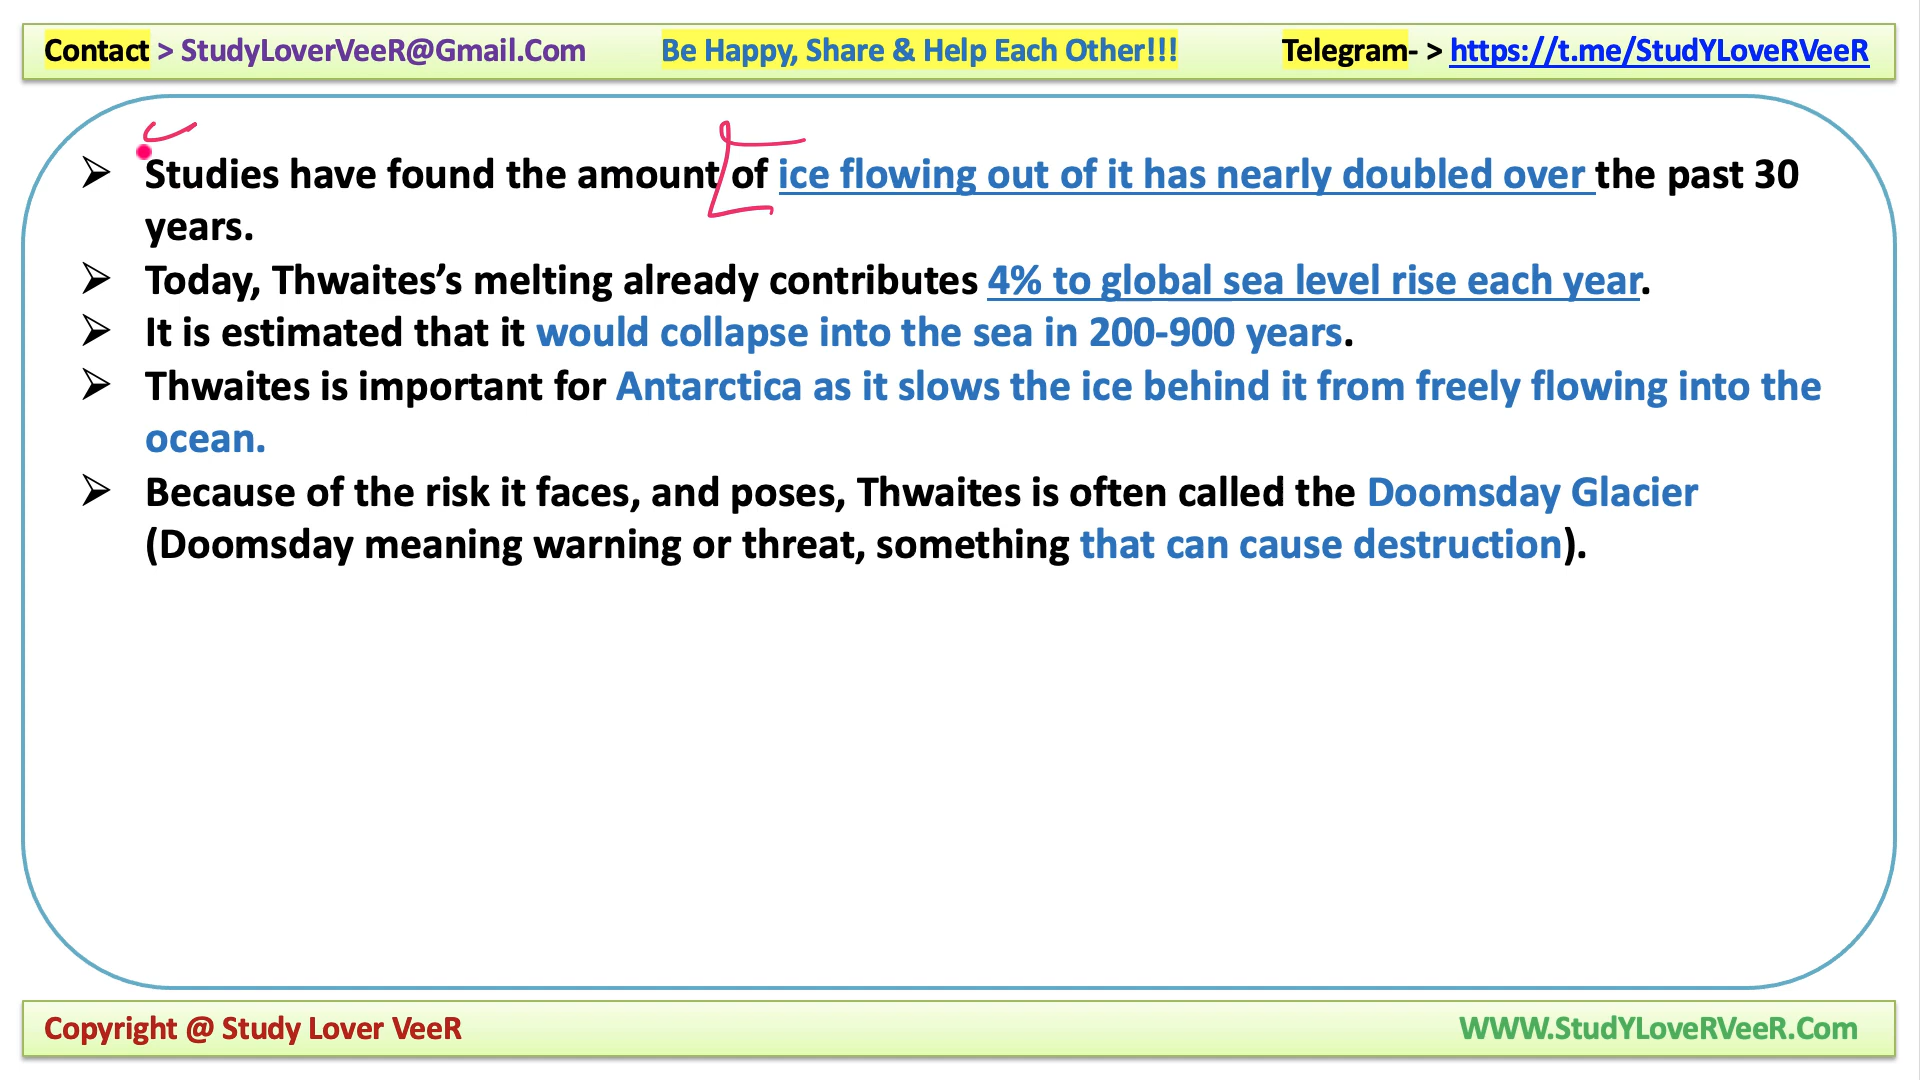 Contact > StudyLoverVeeR@Gmail.Com Be Happy, Share & Help Each Other!!! Telegram- > https://t.me/StudYLoveRVeeR
➢ Studies have found the amount of ice flowing out of it has nearly doubled over the past 30
years.
➢ Today, Thwaites’s melting already contributes 4% to global sea level rise each year.
➢ It is estimated that it would collapse into the sea in 200-900 years.
➢ Thwaites is important for Antarctica as it slows the ice behind it from freely flowing into the
ocean.
➢ Because of the risk it faces, and poses, Thwaites is often called the Doomsday Glacier
(Doomsday meaning warning or threat, something that can cause destruction).
Copyright @ Study Lover VeeR WWW.StudYLoveRVeeR.Com